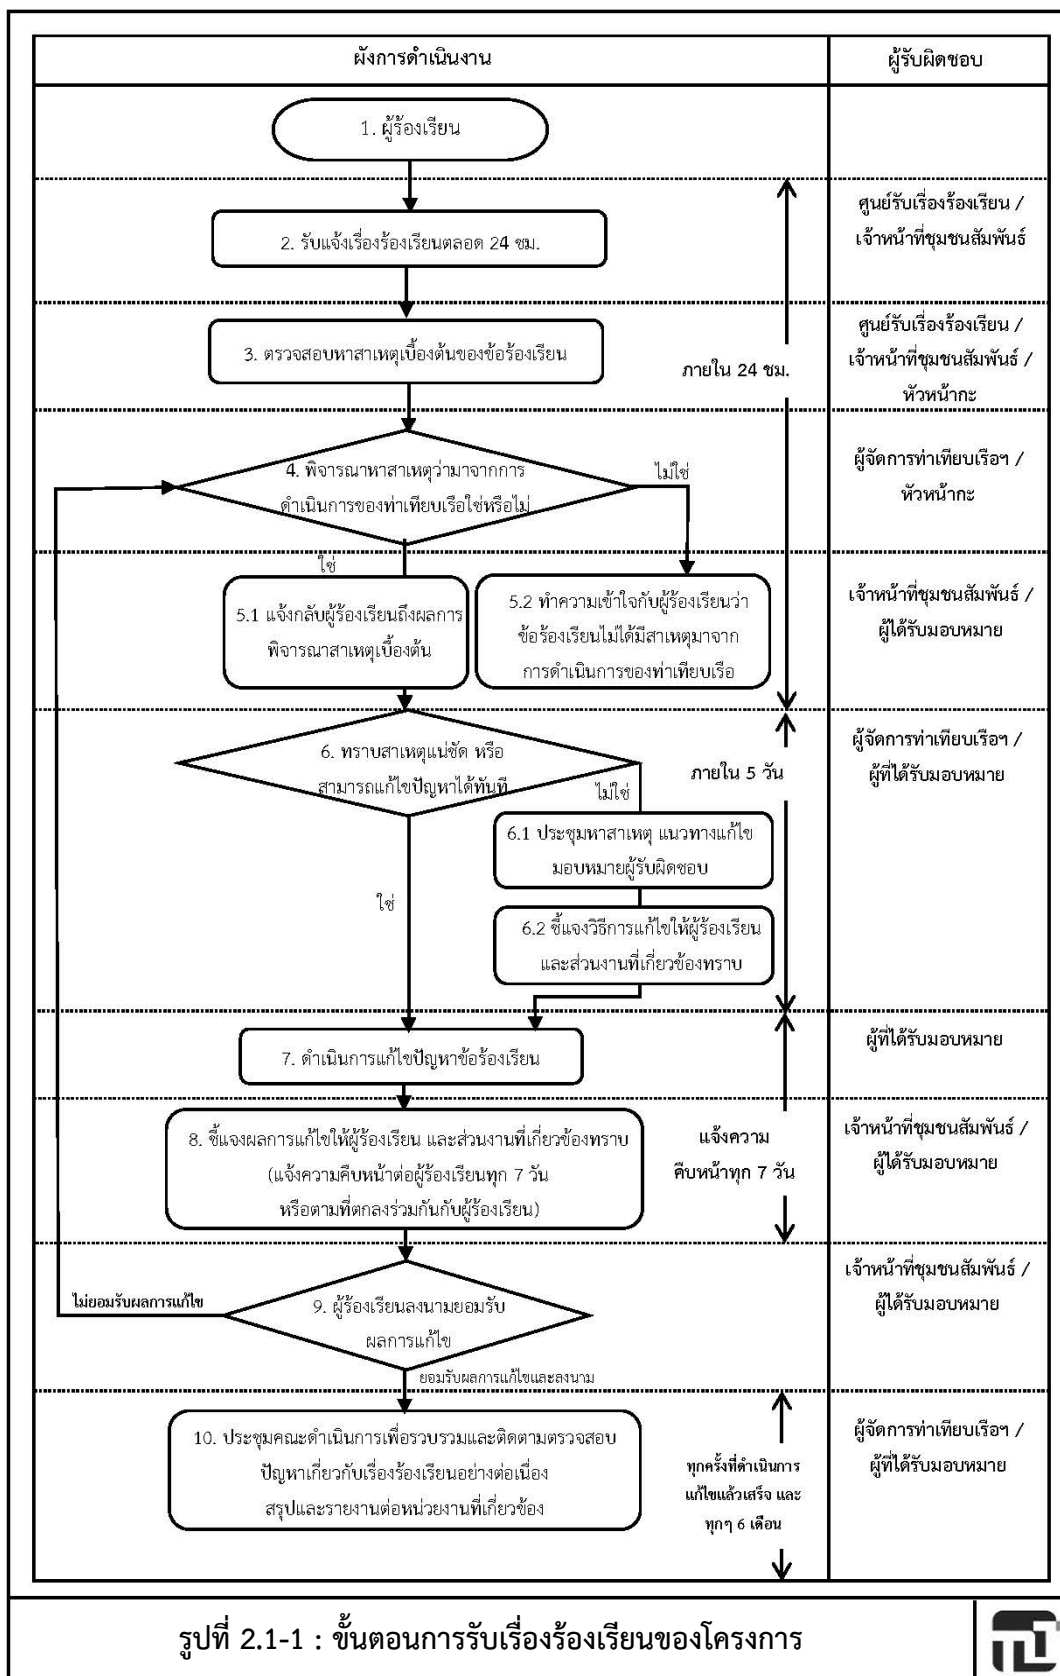 ผังการดำเนินงาน
ผู้รับผิดชอบ
1. ผู้ร้องเรียน
2. รับแจ้งเรื่องร้องเรียนตลอด 24 ชม.
ศูนย์รับเรื่องร้องเรียน /
เจ้าหน้าที่ชุมชนสัมพันธ์
3. ตรวจสอบหาสาเหตุเบื้องต้นของข้อร้องเรียน
ภายใน 24 ชม.
ศูนย์รับเรื่องร้องเรียน /
เจ้าหน้าที่ชุมชนสัมพันธ์ /
หัวหน้ากะ
4. พิจารณาหาสาเหตุว่ามาจากการ
ดำเนินการของท่าเทียบเรือใช่หรือไม่
ไม่ใช่
ผู้จัดการท่าเทียบเรือฯ /
หัวหน้ากะ
ใช่
5.1 แจ้งกลับผู้ร้องเรียนถึงผลการ
พิจารณาสาเหตุเบื้องต้น
5.2 ทำความเข้าใจกับผู้ร้องเรียนว่า
ข้อร้องเรียนไม่ได้มีสาเหตุมาจาก
การดำเนินการของท่าเทียบเรือ
เจ้าหน้าที่ชุมชนสัมพันธ์ /
ผู้ได้รับมอบหมาย
6. ทราบสาเหตุแน่ชัด หรือ
สามารถแก้ไขปัญหาได้ทันที
ไม่ใช่
ภายใน 5 วัน
ผู้จัดการท่าเทียบเรือฯ /
ผู้ที่ได้รับมอบหมาย
6.1 ประชุมหาสาเหตุ แนวทางแก้ไข
มอบหมายผู้รับผิดชอบ
ใช่
6.2 ชี้แจงวิธีการแก้ไขให้ผู้ร้องเรียน
และส่วนงานที่เกี่ยวข้องทราบ
7. ดำเนินการแก้ไขปัญหาข้อร้องเรียน
ผู้ที่ได้รับมอบหมาย
8. ชี้แจงผลการแก้ไขให้ผู้ร้องเรียน และส่วนงานที่เกี่ยวข้องทราบ
(แจ้งความคืบหน้าต่อผู้ร้องเรียนทุก 7 วัน
หรือตามที่ตกลงร่วมกันกับผู้ร้องเรียน)
แจ้งความ
คืบหน้าทุก 7 วัน
เจ้าหน้าที่ชุมชนสัมพันธ์ /
ผู้ได้รับมอบหมาย
ไม่ยอมรับผลการแก้ไข
9. ผู้ร้องเรียนลงนามยอมรับ
ผลการแก้ไข
เจ้าหน้าที่ชุมชนสัมพันธ์ /
ผู้ได้รับมอบหมาย
ยอมรับผลการแก้ไขและลงนาม
10. ประชุมคณะดำเนินการเพื่อรวบรวมและติดตามตรวจสอบ
ปัญหาเกี่ยวกับเรื่องร้องเรียนอย่างต่อเนื่อง
สรุปและรายงานต่อหน่วยงานที่เกี่ยวข้อง
ทุกครั้งที่ดำเนินการ
แก้ไขแล้วเสร็จ และ
ทุกๆ 6 เดือน
ผู้จัดการท่าเทียบเรือฯ /
ผู้ที่ได้รับมอบหมาย
รูปที่ 2.1-1 : ขั้นตอนการรับเรื่องร้องเรียนของโครงการ